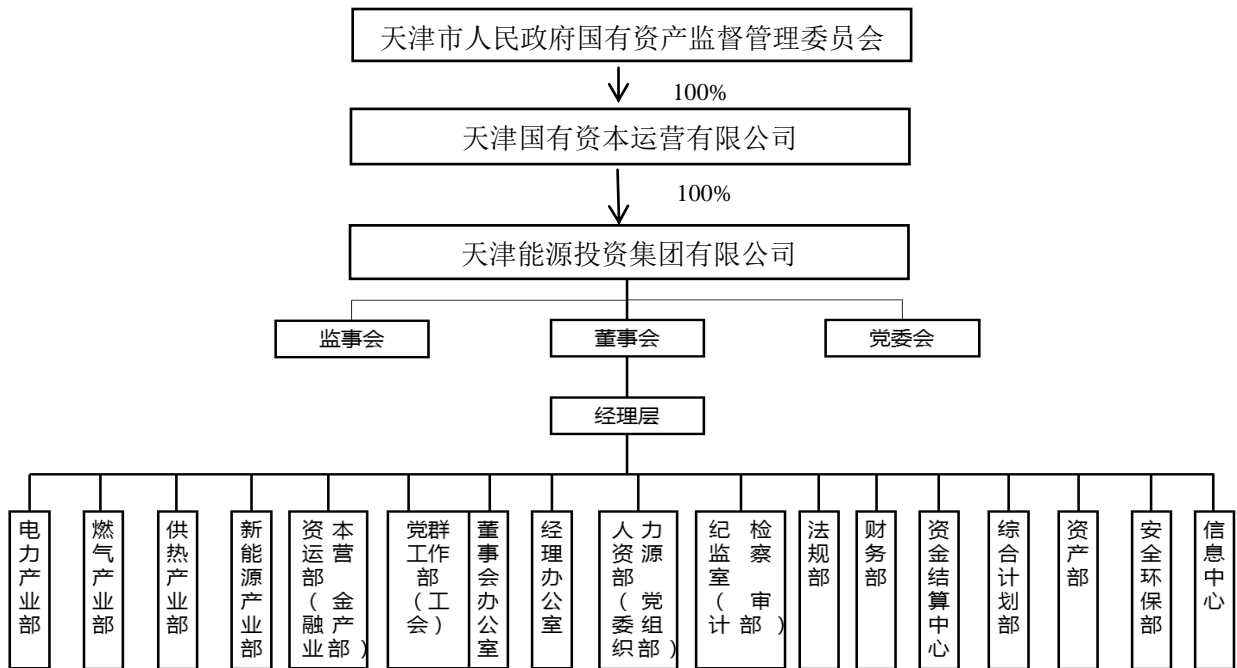 天津市人民政府国有资产监督管理委员会
100%
天津国有资本运营有限公司
100%
天津能源投资集团有限公司
监事会
董事会
党委会
经理层
电力产业部
燃气产业部
供热产业部
新能源产业部
资本运营部（金融产业部）
党群工作部（工会）
董事会办公室
经理办公室
人力资源部（党委组织部）
纪检监察室（审计部）
法规部
财务部
资金结算中心
综合计划部
资产部
安全环保部
信息中心